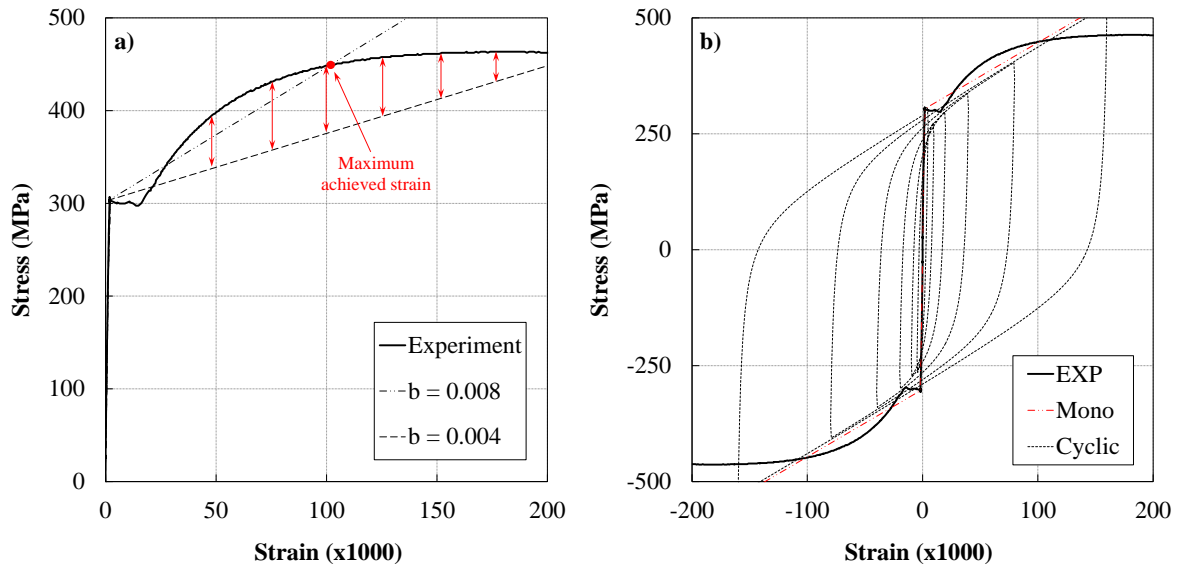 a)
500
400
300
200
100
0
Stress (MPa)
Maximum
achieved strain
Experiment
b = 0.008
b = 0.004
0 50 100 150 200
Strain (x1000)
b)
500
250
0
-250
-500
Stress (MPa)
EXP
Mono
Cyclic
-200 -100 0 100 200
Strain (x1000)